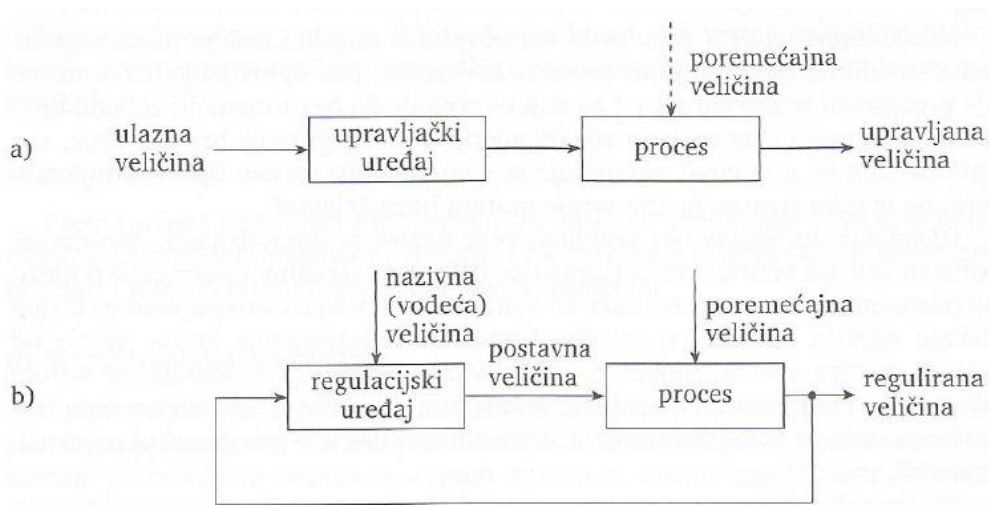 a)
ulazna
veličina
upravljački
uređaj
poremećajna
veličina
proces
upravljana
veličina
b)
nazivna
(vodeća)
veličina
regulacijski
uređaj
postavna
veličina
poremećajna
veličina
proces
regulirana
veličina